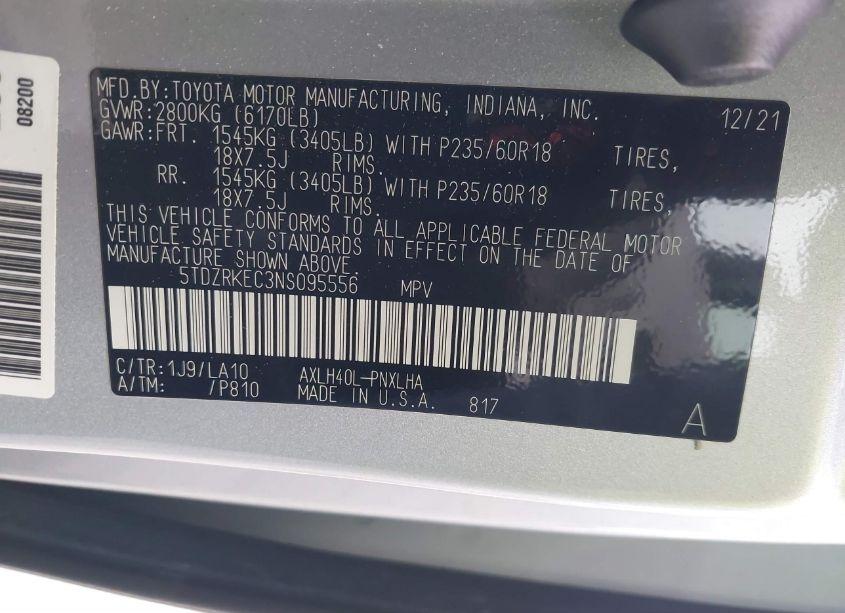 08200
MFD.BY:TOYOTA MOTOR MANUFACTURING, INDIANA, INC. 12/21
GVWR:2800KG (6170LB)
GAWR:FRT. 1545KG (3405LB) WITH P235/60R18 TIRES,
18X7.5J RIMS.
RR. 1545KG (3405LB) WITH P235/60R18 TIRES,
18X7.5J RIMS.
THIS VEHICLE CONFORMS TO ALL APPLICABLE FEDERAL MOTOR
VEHICLE SAFETY STANDARDS IN EFFECT ON THE DATE OF
MANUFACTURE SHOWN ABOVE.
5TDZRKEC3NS095556 MPV
C/TR:1J9/LA10 AXLH40L-PNXLHA
A/TM: /P810 MADE IN U.S.A. 817
A